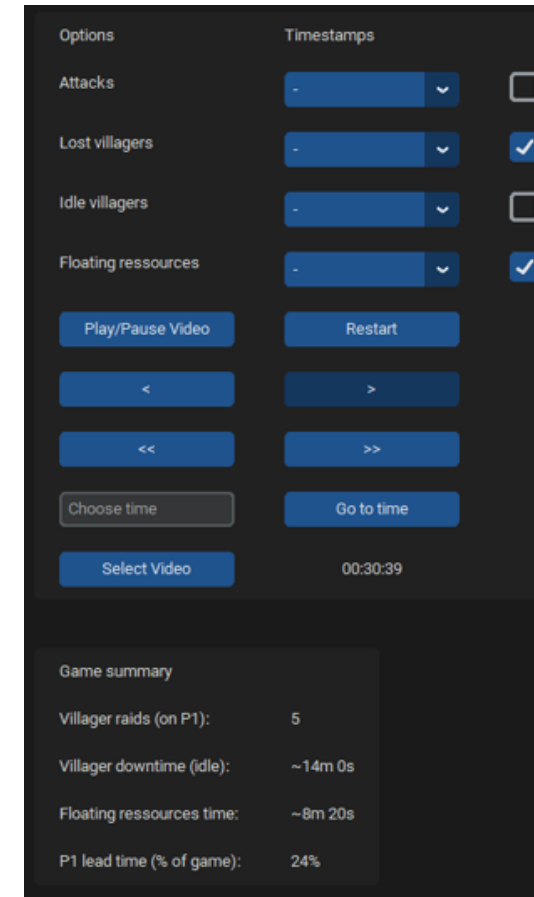 Options Timestamps
Attacks -
Lost villagers -
Idle villagers -
Floating ressources -
Play/Pause Video Restart
< >
<< >>
Choose time Go to time
Select Video 00:30:39
Game summary
Villager raids (on P1): 5
Villager downtime (idle): ~14m 0s
Floating ressources time: ~8m 20s
P1 lead time (% of game): 24%